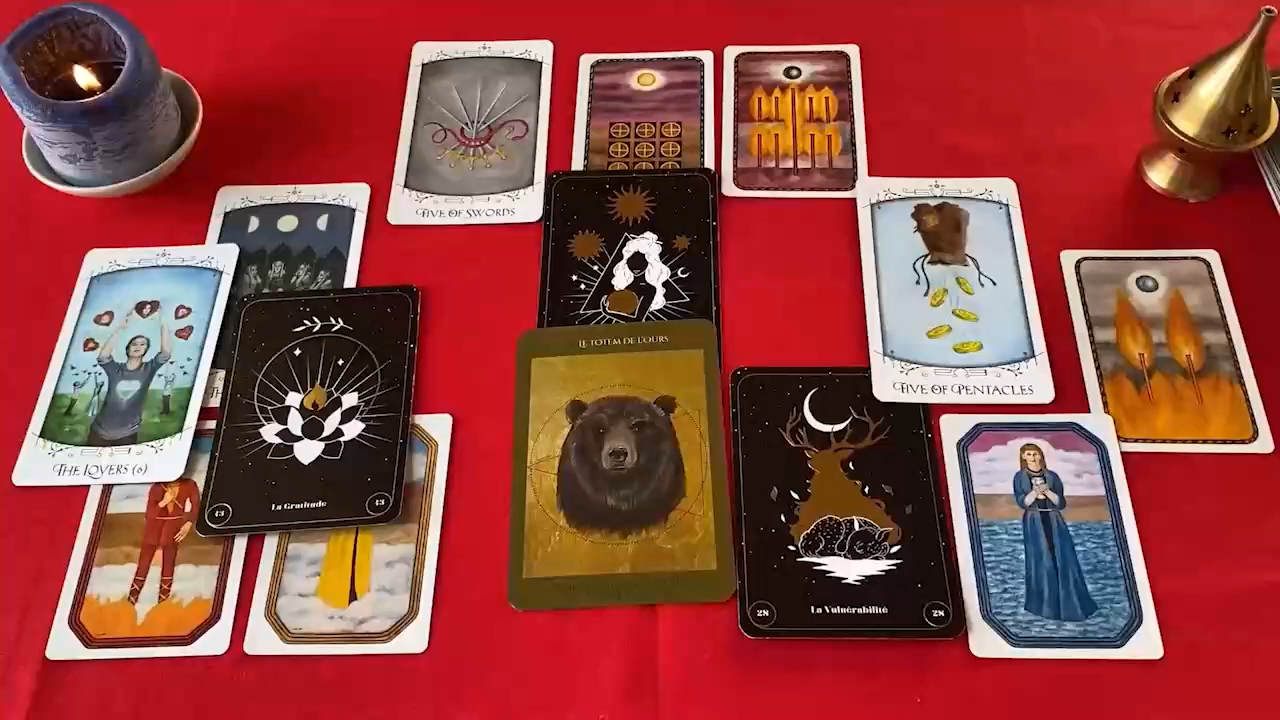 FIVE OF SWORDS
FIVE OF PENTACLES
THE LOVERS (6)
TH
LE TOTEM DE L'OURS
43
La Gratitude
43
28
La Vulnérabilité
28